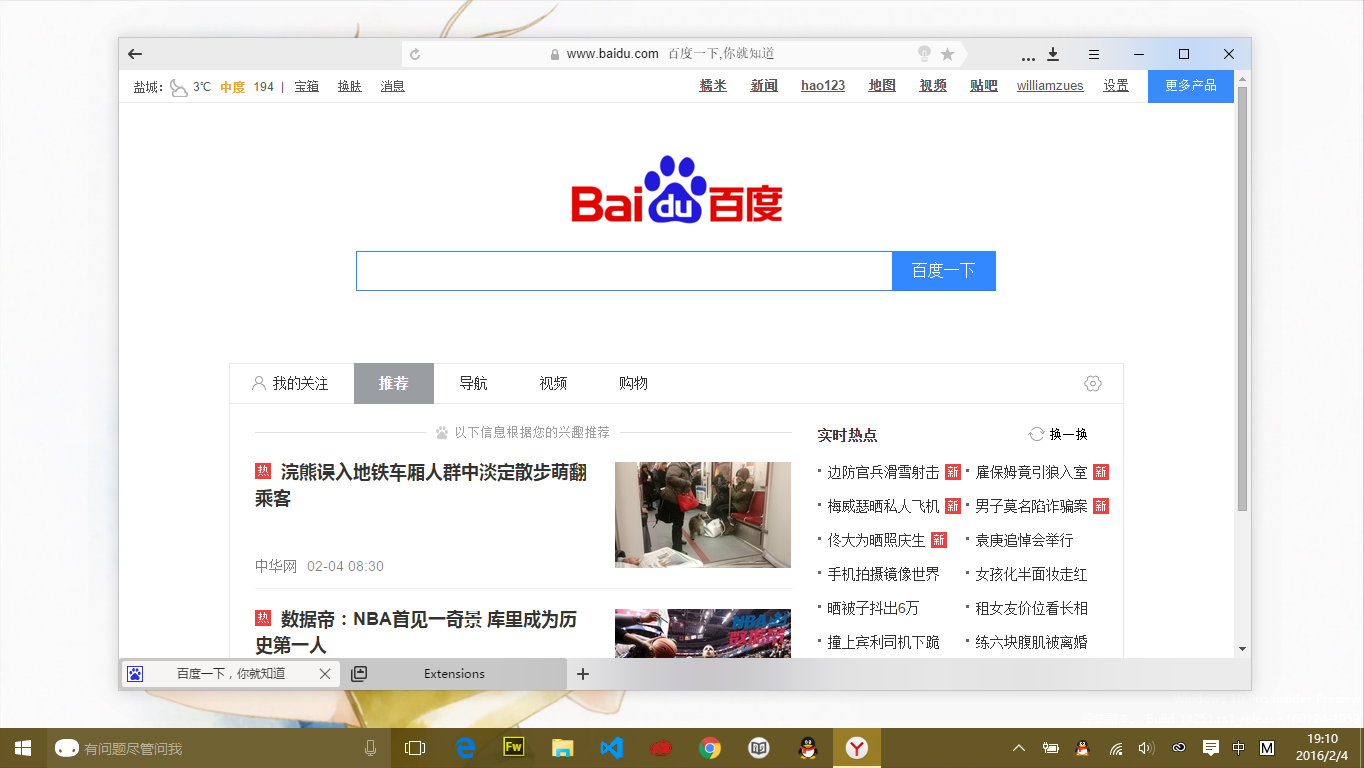 www.baidu.com 百度一下,你就知道
盐城: 3℃ 中度 194 | 宝箱 换肤 消息
糯米 新闻 hao123 地图 视频 贴吧 williamzues 设置 更多产品
Bai du 百度
百度一下
我的关注 推荐 导航 视频 购物
以下信息根据您的兴趣推荐
热 浣熊误入地铁车厢人群中淡定散步萌翻
乘客
中华网 02-04 08:30
热 数据帝：NBA首见一奇景 库里成为历
史第一人
实时热点 换一换
边防官兵滑雪射击 新 雇保姆竟引狼入室 新
梅威瑟晒私人飞机 新 男子莫名陷诈骗案 新
佟大为晒照庆生 新 袁庚追悼会举行
手机拍摄镜像世界 女孩化半面妆走红
晒被子抖出6万 租女友价位看长相
撞上宾利司机下跪 练六块腹肌被离婚
百度一下，你就知道 Extensions
有问题尽管问我
Fw
中 M
19:10
2016/2/4